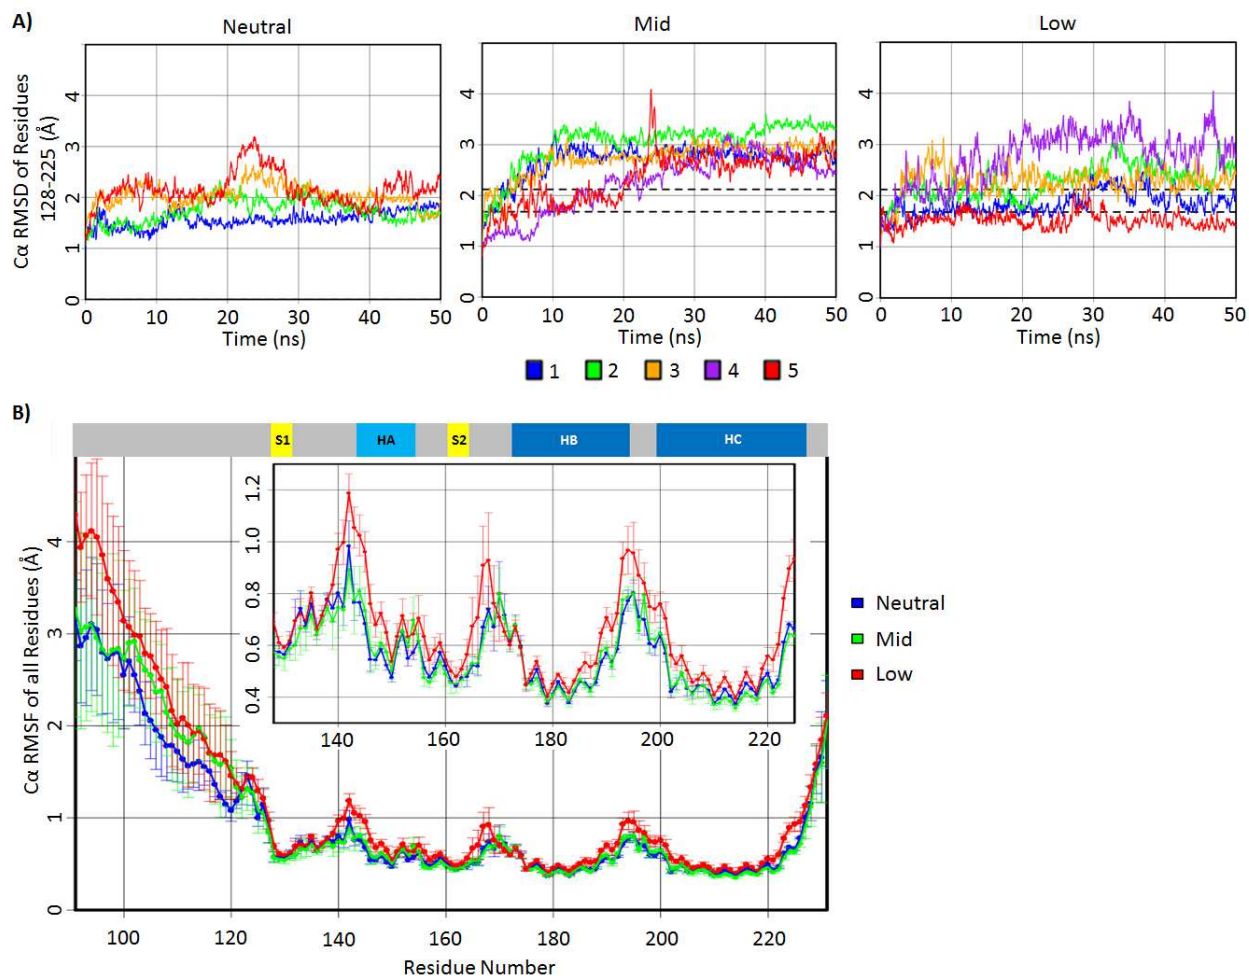 A)
Neutral
Mid
Low
Cα RMSD of Residues
128-225 (Å)
0 1 2 3 4
0 1 2 3 4
0 1 2 3 4
0 10 20 30 40 50
0 10 20 30 40 50
0 10 20 30 40 50
Time (ns)
Time (ns)
Time (ns)
1 2 3 4 5
B)
S1 HA S2 HB HC
Cα RMSF of all Residues (Å)
0 1 2 3 4
0.4 0.6 0.8 1.0 1.2
140 160 180 200 220
Neutral
Mid
Low
100 120 140 160 180 200 220
Residue Number